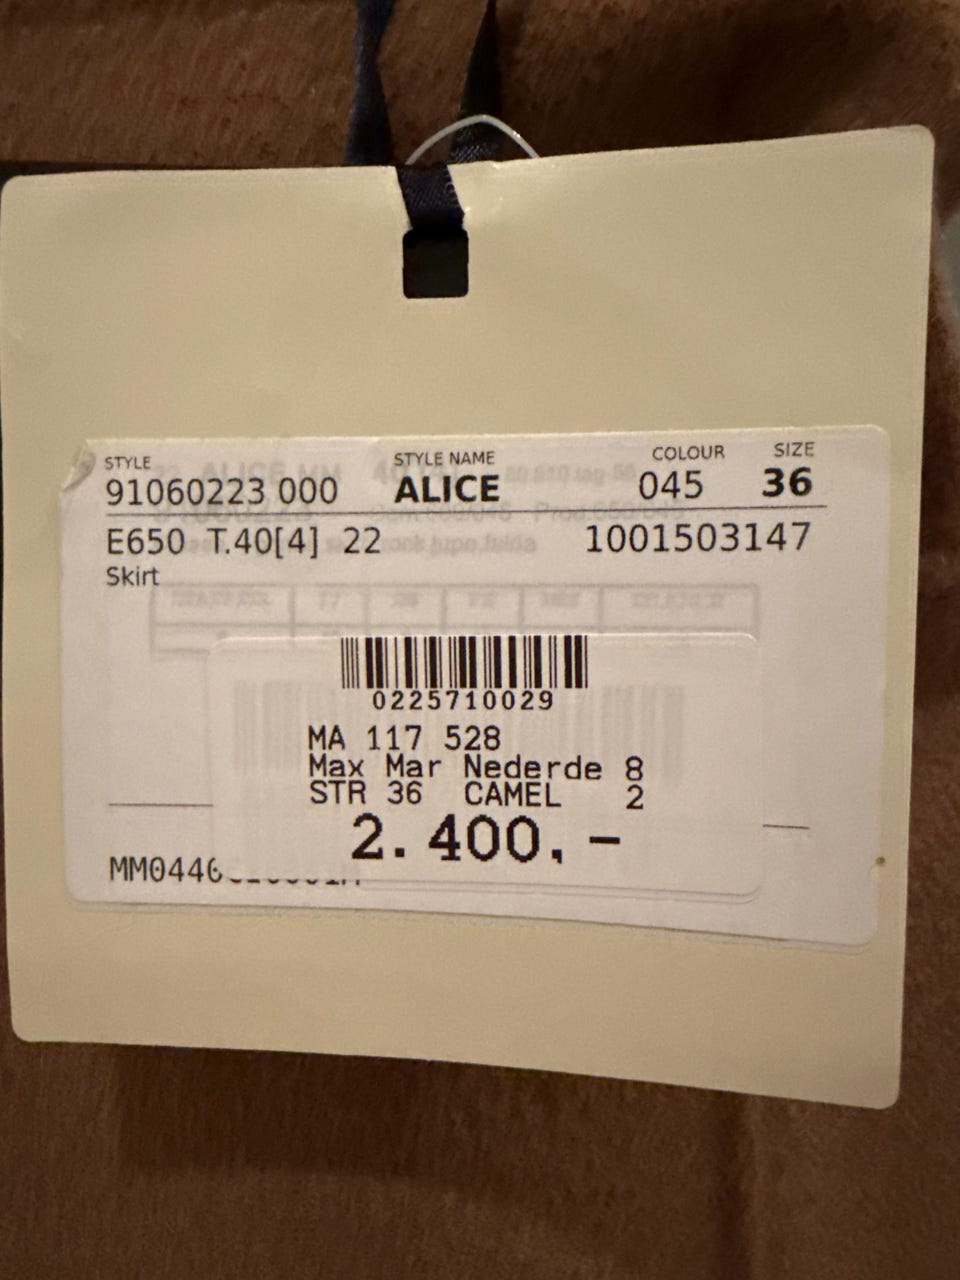 STYLE STYLE NAME COLOUR SIZE
91060223 000 ALICE 045 36
E650 T.40[4] 22 1001503147
Skirt
0225710029
MA 117 528
Max Mar Nederde 8
STR 36 CAMEL 2
2.400,-